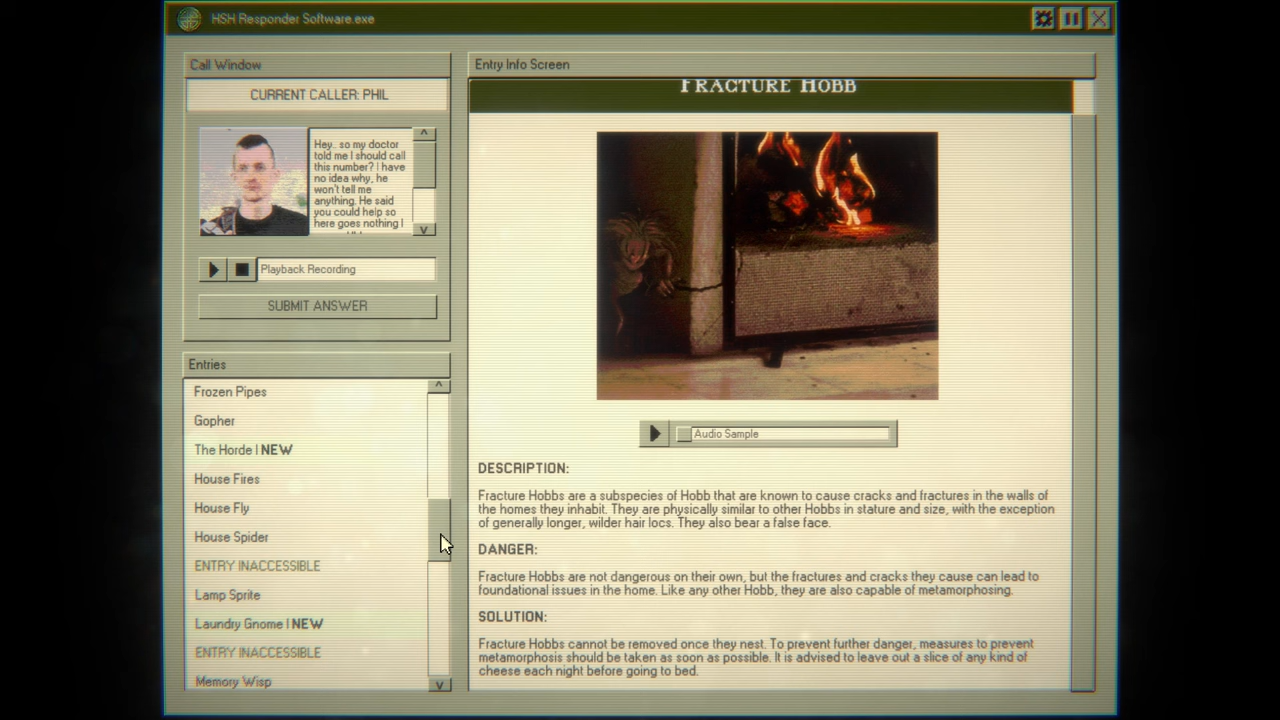 HSH Responder Software.exe
Call Window
CURRENT CALLER: PHIL
Hey.. so my doctor
told me I should call
this number? I have
no idea why, he
won't tell me
anything. He said
you could help so
here goes nothing I
Playback Recording
SUBMIT ANSWER
Entries
Frozen Pipes
Gopher
The Horde | NEW
House Fires
House Fly
House Spider
ENTRY INACCESSIBLE
Lamp Sprite
Laundry Gnome | NEW
ENTRY INACCESSIBLE
Memory Wisp
Entry Info Screen
FRACTURE HOBB
Audio Sample
DESCRIPTION:
Fracture Hobbs are a subspecies of Hobb that are known to cause cracks and fractures in the walls of
the homes they inhabit. They are physically similar to other Hobbs in stature and size, with the exception
of generally longer, wilder hair locs. They also bear a false face.
DANGER:
Fracture Hobbs are not dangerous on their own, but the fractures and cracks they cause can lead to
foundational issues in the home. Like any other Hobb, they are also capable of metamorphosing.
SOLUTION:
Fracture Hobbs cannot be removed once they nest. To prevent further danger, measures to prevent
metamorphosis should be taken as soon as possible. It is advised to leave out a slice of any kind of
cheese each night before going to bed.